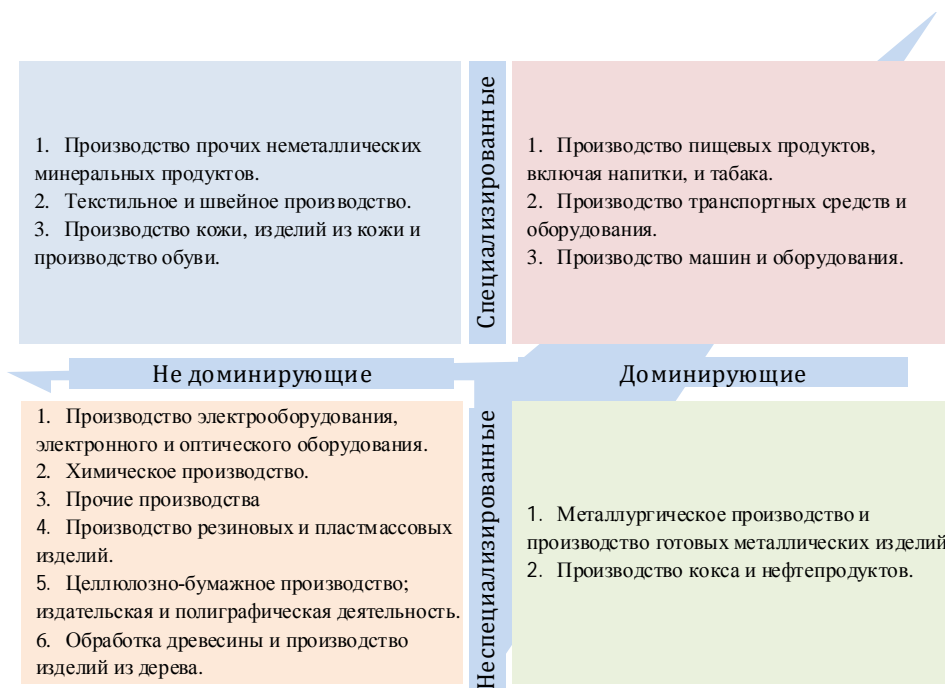 1. Производство прочих неметаллических
минеральных продуктов.
2. Текстильное и швейное производство.
3. Производство кожи, изделий из кожи и
производство обуви.
Специализированные
1. Производство пищевых продуктов,
включая напитки, и табака.
2. Производство транспортных средств и
оборудования.
3. Производство машин и оборудования.
Не доминирующие
Доминирующие
1. Производство электрооборудования,
электронного и оптического оборудования.
2. Химическое производство.
3. Прочие производства
4. Производство резиновых и пластмассовых
изделий.
5. Целлюлозно-бумажное производство;
издательская и полиграфическая деятельность.
6. Обработка древесины и производство
изделий из дерева.
Неспециализированные
1. Металлургическое производство и
производство готовых металлических изделий
2. Производство кокса и нефтепродуктов.